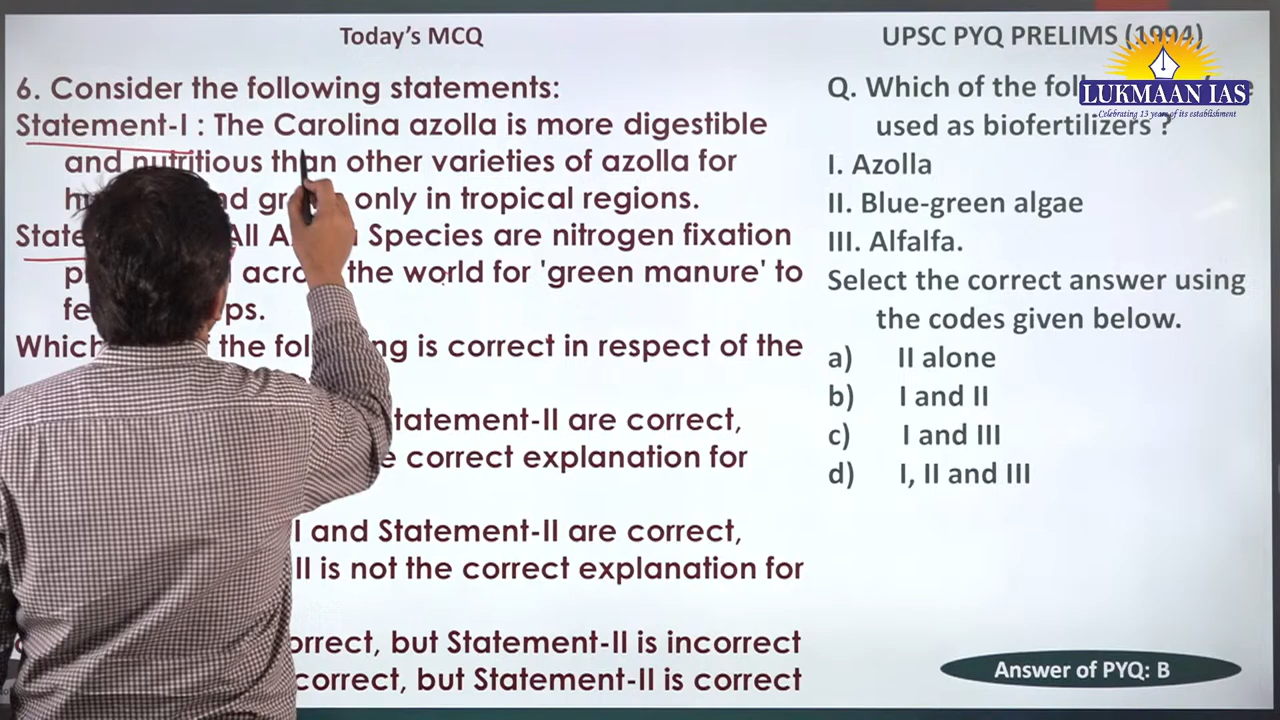 Today's MCQ
6. Consider the following statements:
Statement-I : The Carolina azolla is more digestible
and nutritious than other varieties of azolla for
only in tropical regions.
All Species are nitrogen fixation
the world for 'green manure' to
Which the following is correct in respect of the
Statement-II are correct,
correct explanation for
I and Statement-II are correct,
II is not the correct explanation for
but Statement-II is incorrect
but Statement-II is correct
UPSC PYQ PRELIMS (1994)
Q. Which of the
used as biofertilizers ?
I. Azolla
II. Blue-green algae
III. Alfalfa.
Select the correct answer using
the codes given below.
a) II alone
b) I and II
c) I and III
d) I, II and III
Answer of PYQ: B
LUKMAAN IAS
Celebrating 13 years of its establishment